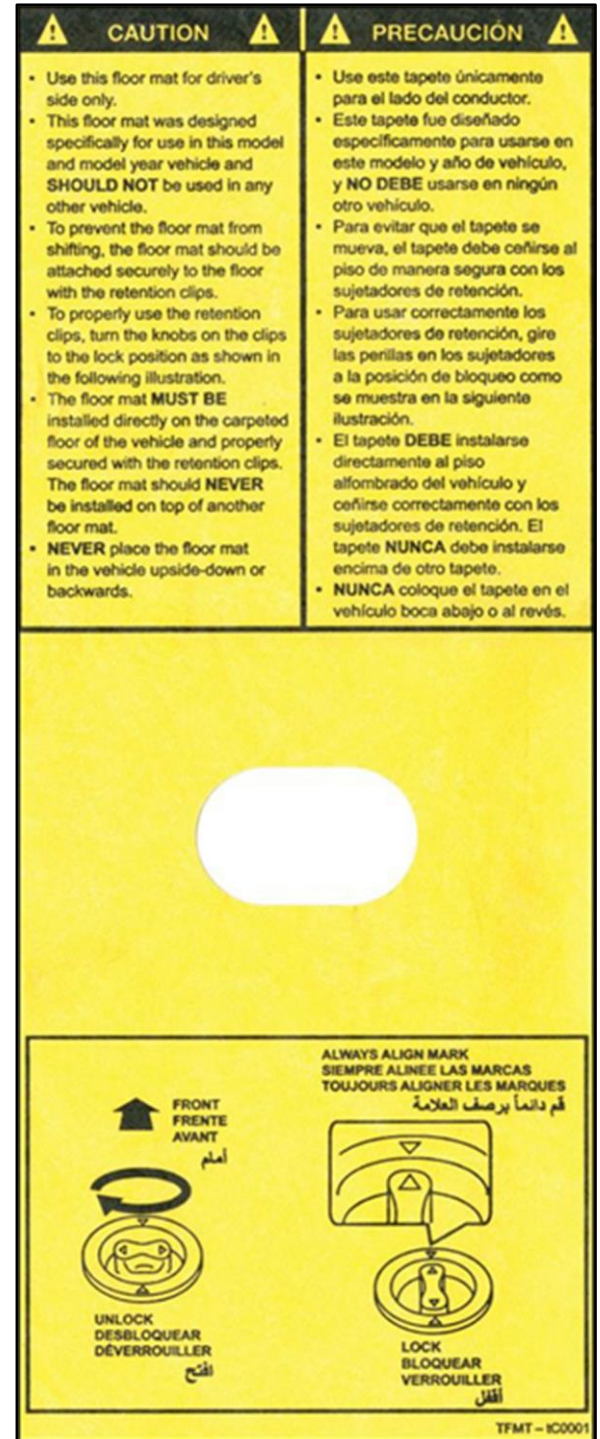 CAUTION
• Use this floor mat for driver's
side only.
• This floor mat was designed
specifically for use in this model
and model year vehicle and
SHOULD NOT be used in any
other vehicle.
• To prevent the floor mat from
shifting, the floor mat should be
attached securely to the floor
with the retention clips.
• To properly use the retention
clips, turn the knobs on the clips
to the lock position as shown in
the following illustration.
• The floor mat MUST BE
installed directly on the carpeted
floor of the vehicle and properly
secured with the retention clips.
The floor mat should NEVER
be installed on top of another
floor mat.
• NEVER place the floor mat
in the vehicle upside-down or
backwards.
PRECAUCIÓN
• Use este tapete únicamente
para el lado del conductor.
• Este tapete fue diseñado
específicamente para usarse en
este modelo y año de vehículo,
y NO DEBE usarse en ningún
otro vehículo.
• Para evitar que el tapete se
mueva, el tapete debe ceñirse al
piso de manera segura con los
sujetadores de retención.
• Para usar correctamente los
sujetadores de retención, gire
las perillas en los sujetadores
a la posición de bloqueo como
se muestra en la siguiente
ilustración.
• El tapete DEBE instalarse
directamente al piso
alfombrado del vehículo y
ceñirse correctamente con los
sujetadores de retención. El
tapete NUNCA debe instalarse
encima de otro tapete.
• NUNCA coloque el tapete en el
vehículo boca abajo o al revés.
FRONT
FRENTE
AVANT
أمام
UNLOCK
DESBLOQUEAR
DÉVERROUILLER
افتح
ALWAYS ALIGN MARK
SIEMPRE ALINEE LAS MARCAS
TOUJOURS ALIGNER LES MARQUES
قم دائماً برصف العلامة
LOCK
BLOQUEAR
VERROUILLER
أقفل
TFMT – tC0001